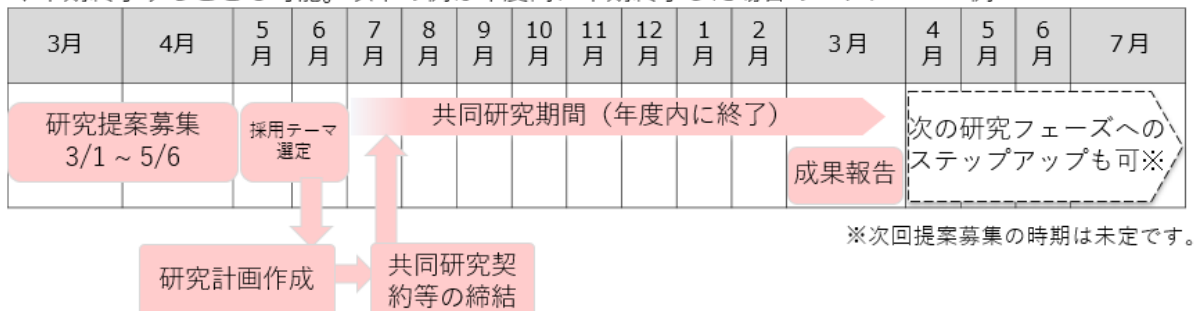 3月 4月 5月 6月 7月 8月 9月 10月 11月 12月 1月 2月 3月 4月 5月 6月 7月
研究提案募集
3/1 ~ 5/6
採用テーマ
選定
共同研究期間（年度内に終了）
成果報告
次の研究フェーズへの
ステップアップも可※
※次回提案募集の時期は未定です。
研究計画作成
共同研究契
約等の締結